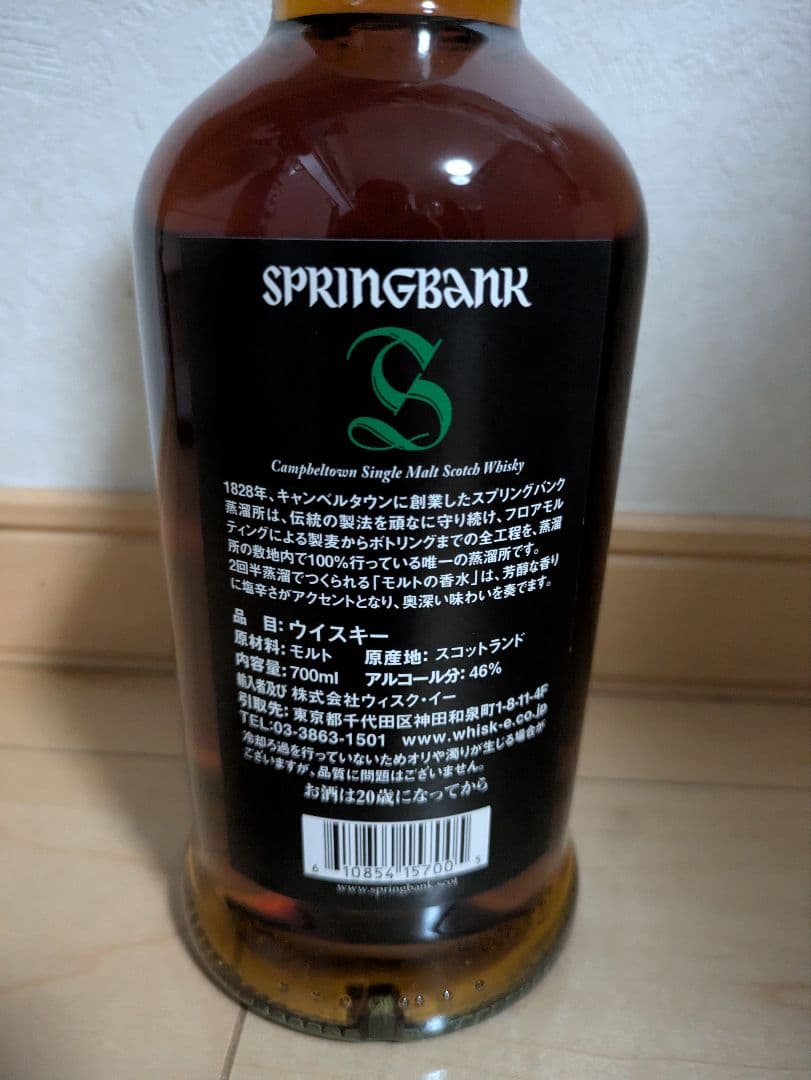 SPRINGBANK
S
Campbeltown Single Malt Scotch Whisky
1828年、キャンベルタウンに創業したスプリングバンク
蒸溜所は、伝統の製法を頑なに守り続け、フロアモル
ティングによる製麦からボトリングまでの全工程を、蒸溜
所の敷地内で100%行っている唯一の蒸溜所です。
2回半蒸溜でつくられる「モルトの香水」は、芳醇な香り
に塩辛さがアクセントとなり、奥深い味わいを奏でます。
品　目: ウイスキー
原材料: モルト　原産地: スコットランド
内容量: 700ml　アルコール分: 46%
輸入者及び 株式会社ウィスク・イー
引取先: 東京都千代田区神田和泉町1-8-11-4F
TEL:03-3863-1501 www.whisk-e.co.jp
冷却ろ過を行っていないためオリや濁りが生じる場合が
ございますが、品質に問題はございません。
お酒は20歳になってから
6 10854 15700 5
www.springbank.scot